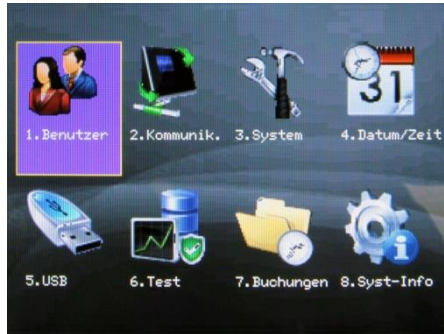 31
1.Benutzer 2.Kommunik. 3.System 4.Datum/Zeit
5.USB 6.Test 7.Buchungen 8.Syst-Info